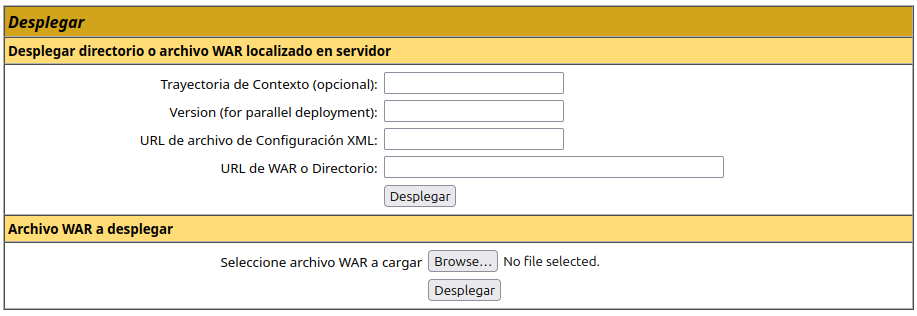 Desplegar
Desplegar directorio o archivo WAR localizado en servidor
Trayectoria de Contexto (opcional):
Version (for parallel deployment):
URL de archivo de Configuración XML:
URL de WAR o Directorio:
Desplegar
Archivo WAR a desplegar
Seleccione archivo WAR a cargar Browse... No file selected.
Desplegar